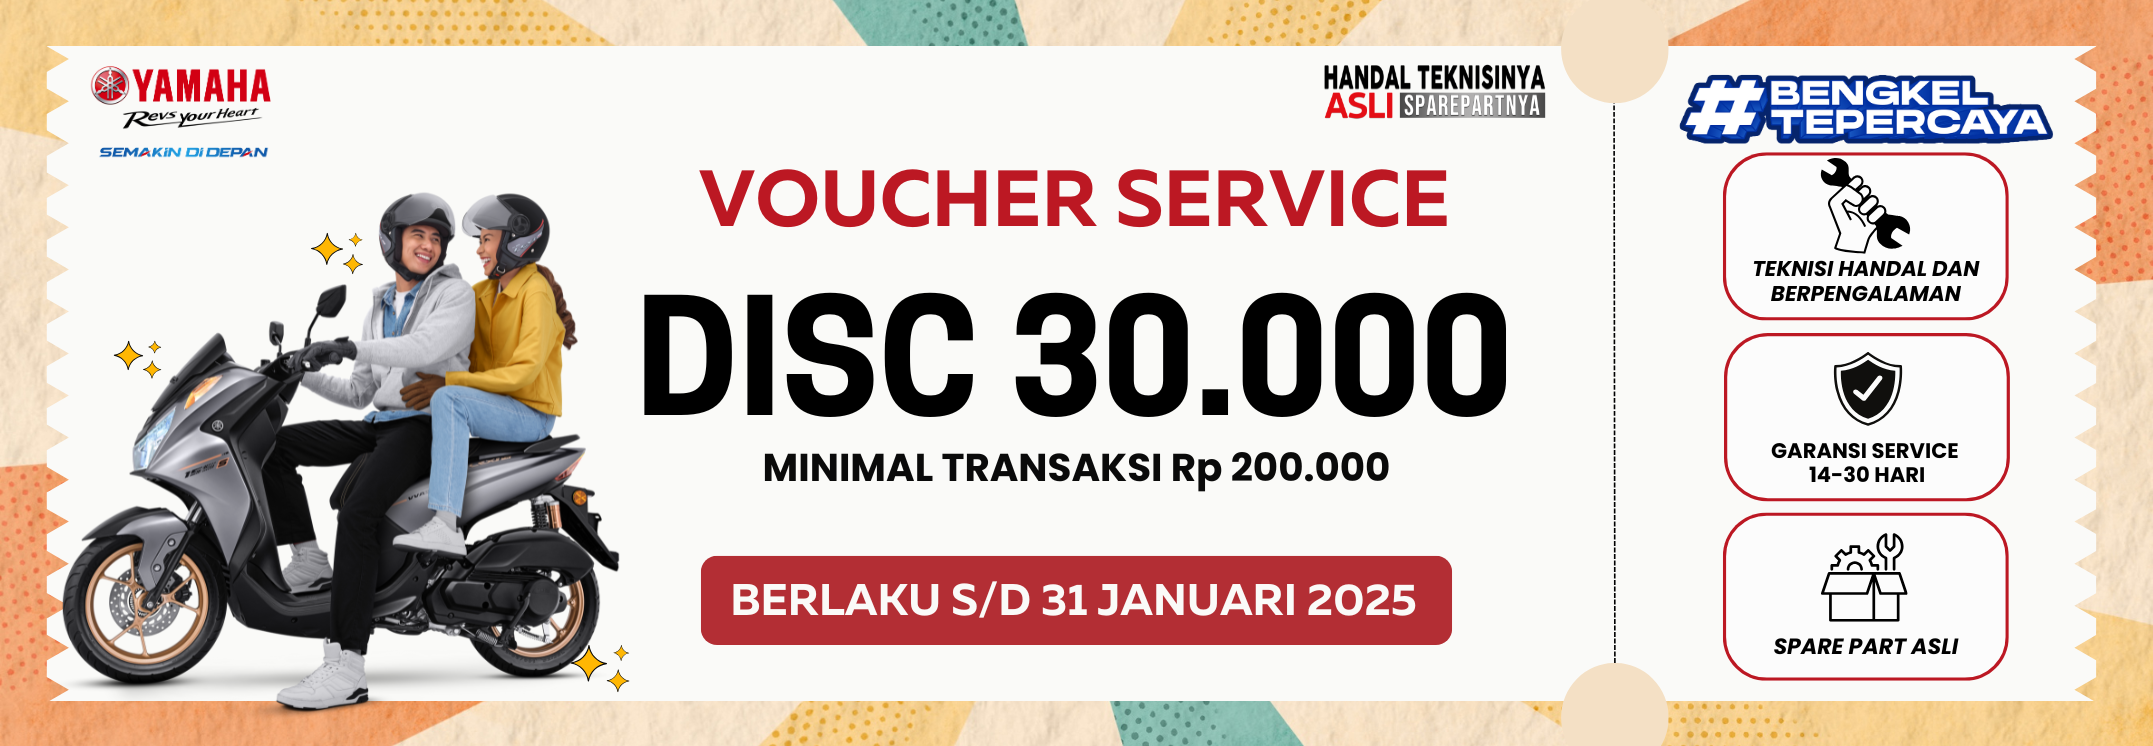 YAMAHA
Revs Your Heart
SEMAKIN DI DEPAN
HANDAL TEKNISINYA
ASLI SPAREPARTNYA
VOUCHER SERVICE
DISC 30.000
MINIMAL TRANSAKSI Rp 200.000
BERLAKU S/D 31 JANUARI 2025
#BENGKEL
TEPERCAYA
TEKNISI HANDAL DAN
BERPENGALAMAN
GARANSI SERVICE
14-30 HARI
SPARE PART ASLI
155 S